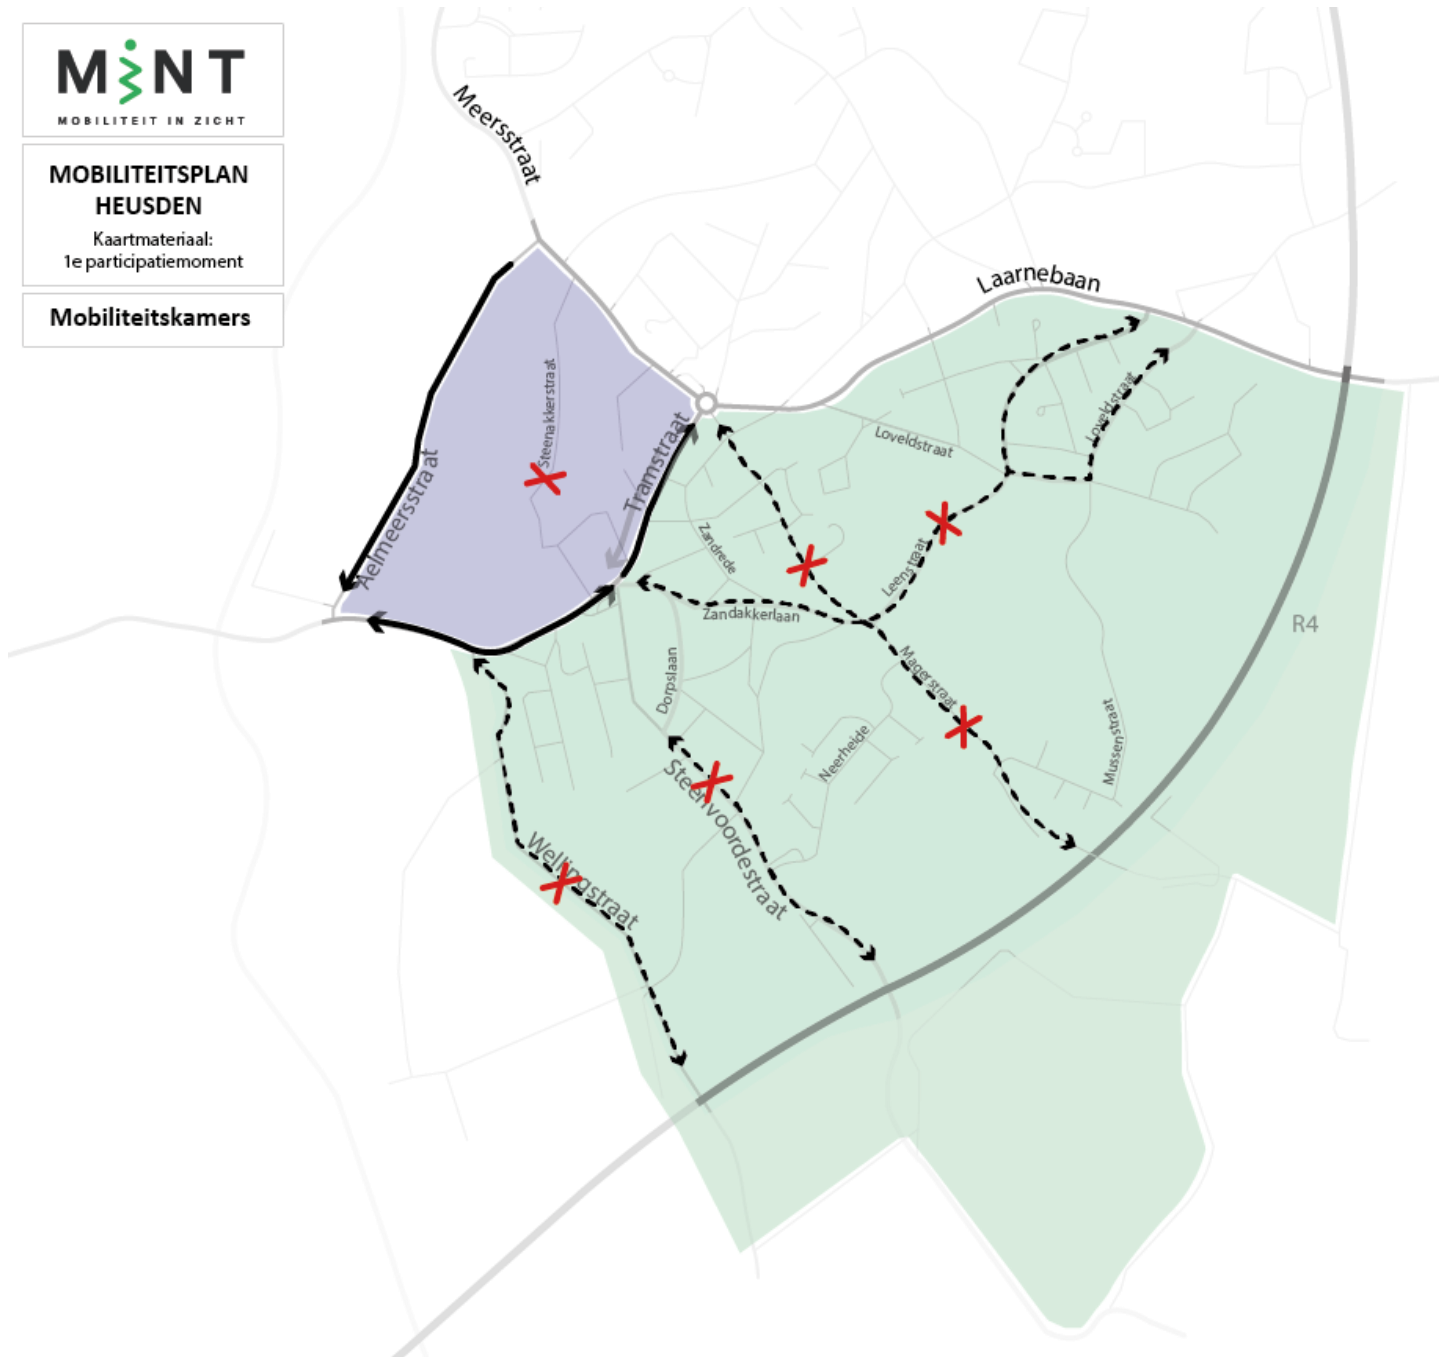 MINT
MOBILITEIT IN ZICHT
MOBILITEITSPLAN
HEUSDEN
Kaartmateriaal:
1e participatiemoment
Mobiliteitskamers
Meersstraat
Laarnebaan
Steenakkerstraat
Tramstraat
Aelmeersstraat
Loveldstraat
Loveldstraat
Zandrede
Leenstraat
Zandakkerlaan
R4
Magerstraat
Dorpslaan
Mussenstraat
Neerheide
Steenvoordestraat
Wellingstraat